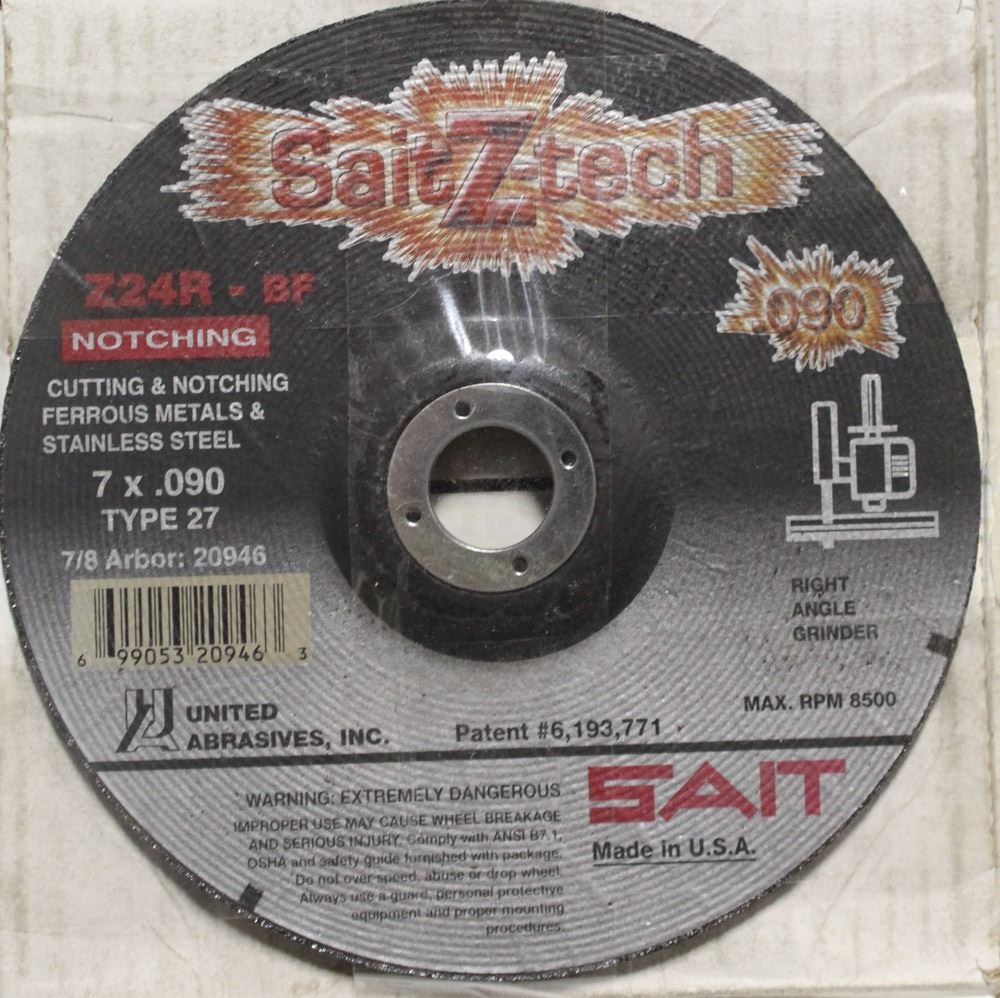 SaitZ-tech
Z24R - BF
.090
NOTCHING
CUTTING & NOTCHING
FERROUS METALS &
STAINLESS STEEL
7 x .090
TYPE 27
7/8 Arbor: 20946
6 99053 20946 3
RIGHT
ANGLE
GRINDER
MAX. RPM 8500
UNITED
ABRASIVES, INC.
Patent #6,193,771
SAIT
Made in U.S.A.
WARNING: EXTREMELY DANGEROUS
IMPROPER USE MAY CAUSE WHEEL BREAKAGE
AND SERIOUS INJURY. Comply with ANSI B7.1,
OSHA and safety guide furnished with package.
Do not over speed, abuse or drop wheel.
Always use a guard, personal protective
equipment and proper mounting
procedures.